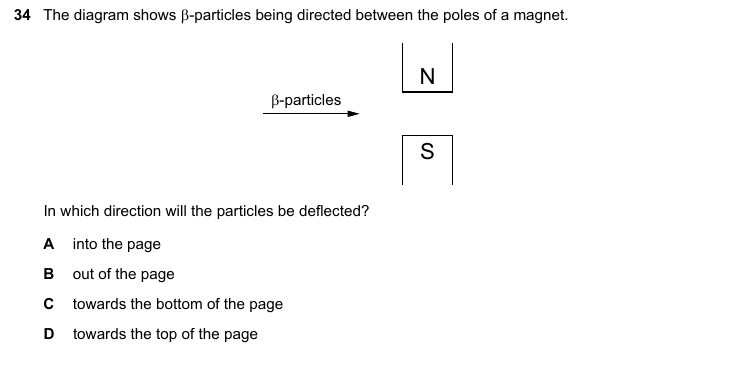 34 The diagram shows β-particles being directed between the poles of a magnet.
N
β-particles
S
In which direction will the particles be deflected?
A into the page
B out of the page
C towards the bottom of the page
D towards the top of the page